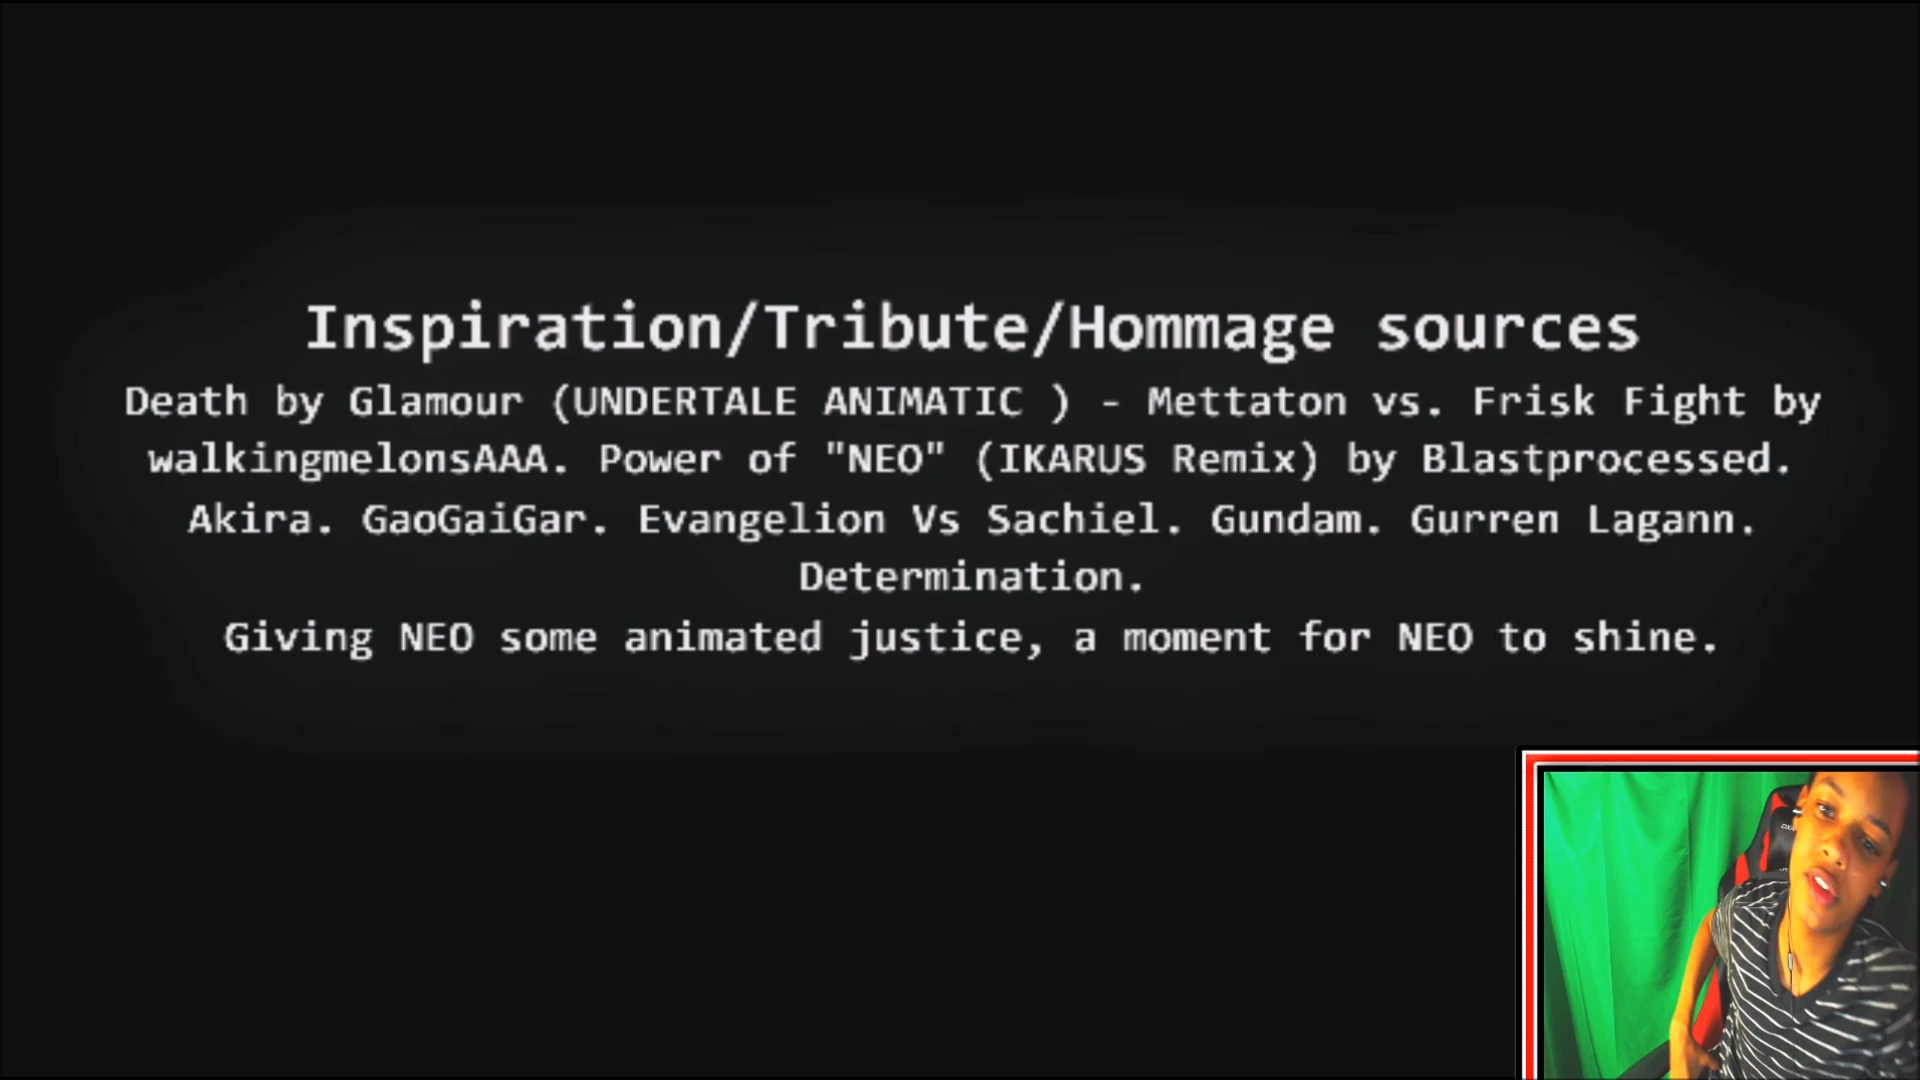 Inspiration/Tribute/Hommage sources
Death by Glamour (UNDERTALE ANIMATIC ) - Mettaton vs. Frisk Fight by
walkingmelonsAAA. Power of "NEO" (IKARUS Remix) by Blastprocessed.
Akira. GaoGaiGar. Evangelion Vs Sachiel. Gundam. Gurren Lagann.
Determination.
Giving NEO some animated justice, a moment for NEO to shine.